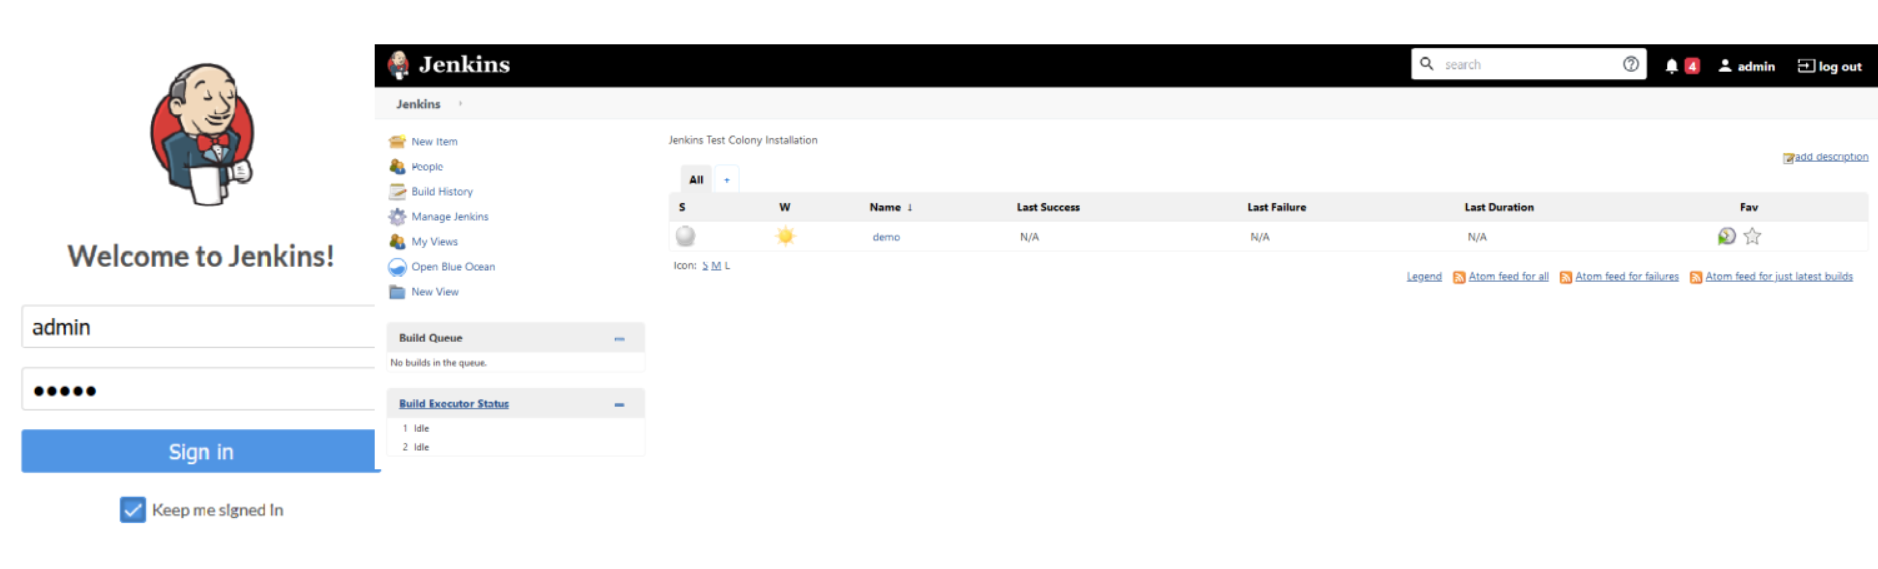 Welcome to Jenkins!
admin
Sign in
Keep me signed In
Jenkins
search
4
admin
log out
Jenkins
New Item
People
Build History
Manage Jenkins
My Views
Open Blue Ocean
New View
Build Queue
No builds in the queue.
Build Executor Status
1 Idle
2 Idle
Jenkins Test Colony Installation
add description
All +
S W Name ↓ Last Success Last Failure Last Duration Fav
demo N/A N/A N/A
Icon: S M L
Legend Atom feed for all Atom feed for failures Atom feed for just latest builds